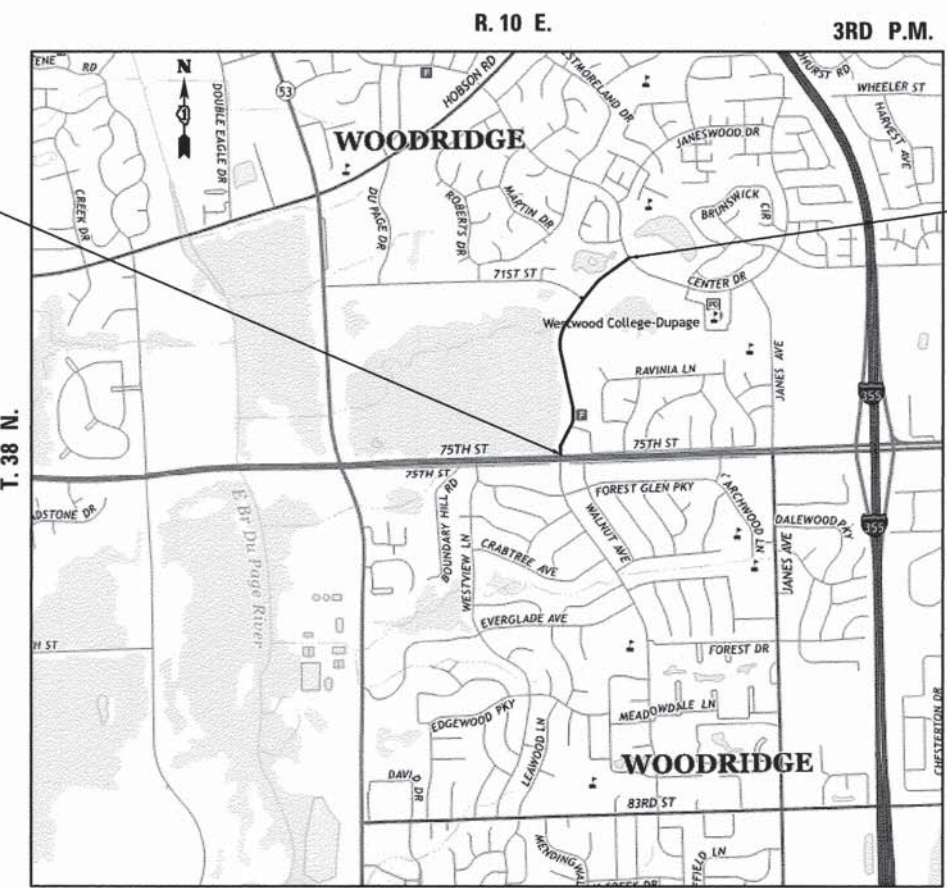 R. 10 E.
3RD P.M.
T. 38 N.
RD
N
DOUBLE EAGLE DR
53
HOBSON RD
F
WHEELER ST
HARVEST AVE
WOODRIDGE
JANESWOOD DR
CREEK DR
DU PAGE DR
ROBERTS DR
MARTIN DR
BRUNSWICK
CIR
71ST ST
CENTER DR
PD
Westwood College-Dupage
JANES AVE
RAVINIA LN
355
F
75TH ST
75TH ST
75TH ST
FOREST GLEN PKY
BOUNDARY HILL RD
WESTVIEW LN
WALNUT AVE
LARCHWOOD LN
DALEWOOD PKY
355
CRABTREE AVE
JANES AVE
E Br Du Page River
EVERGLADE AVE
H ST
FOREST DR
EDGEWOOD PKY
MEADOWDALE LN
LEAWOOD LN
CHESTERTON DR
WOODRIDGE
DAVID DR
83RD ST